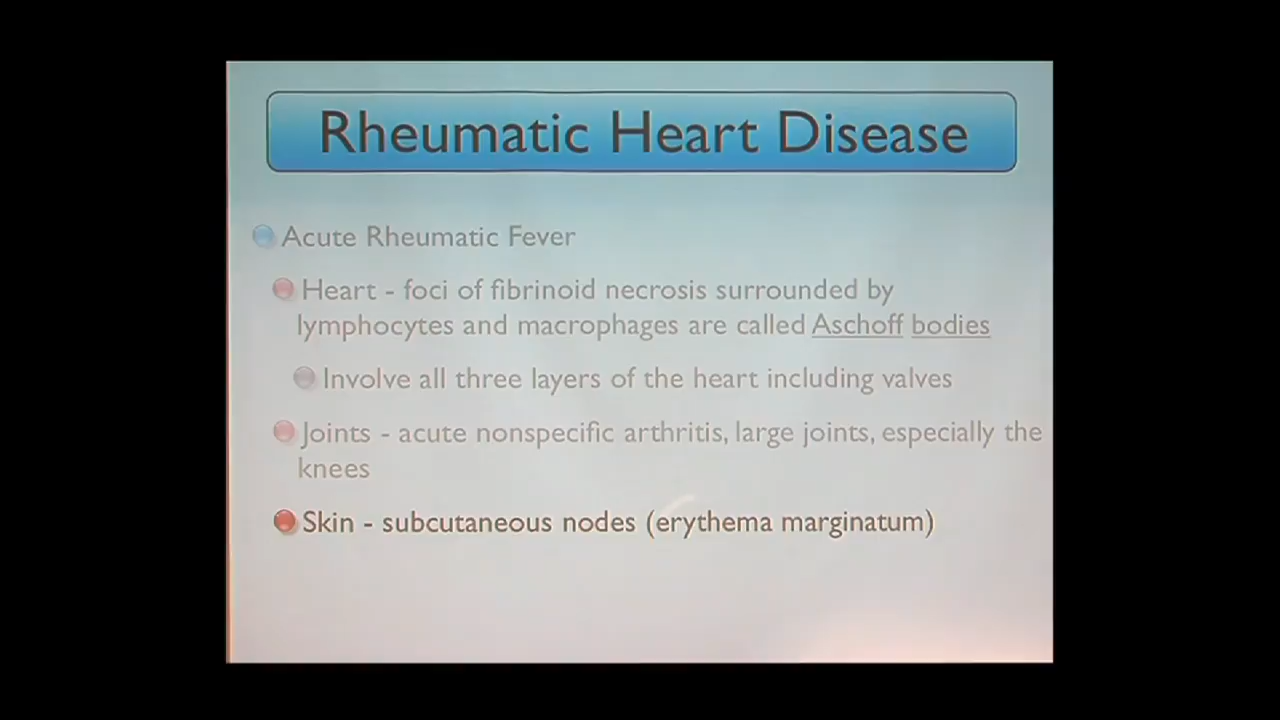 Rheumatic Heart Disease
Acute Rheumatic Fever
Heart - foci of fibrinoid necrosis surrounded by
lymphocytes and macrophages are called Aschoff bodies
Involve all three layers of the heart including valves
Joints - acute nonspecific arthritis, large joints, especially the
knees
Skin - subcutaneous nodes (erythema marginatum)